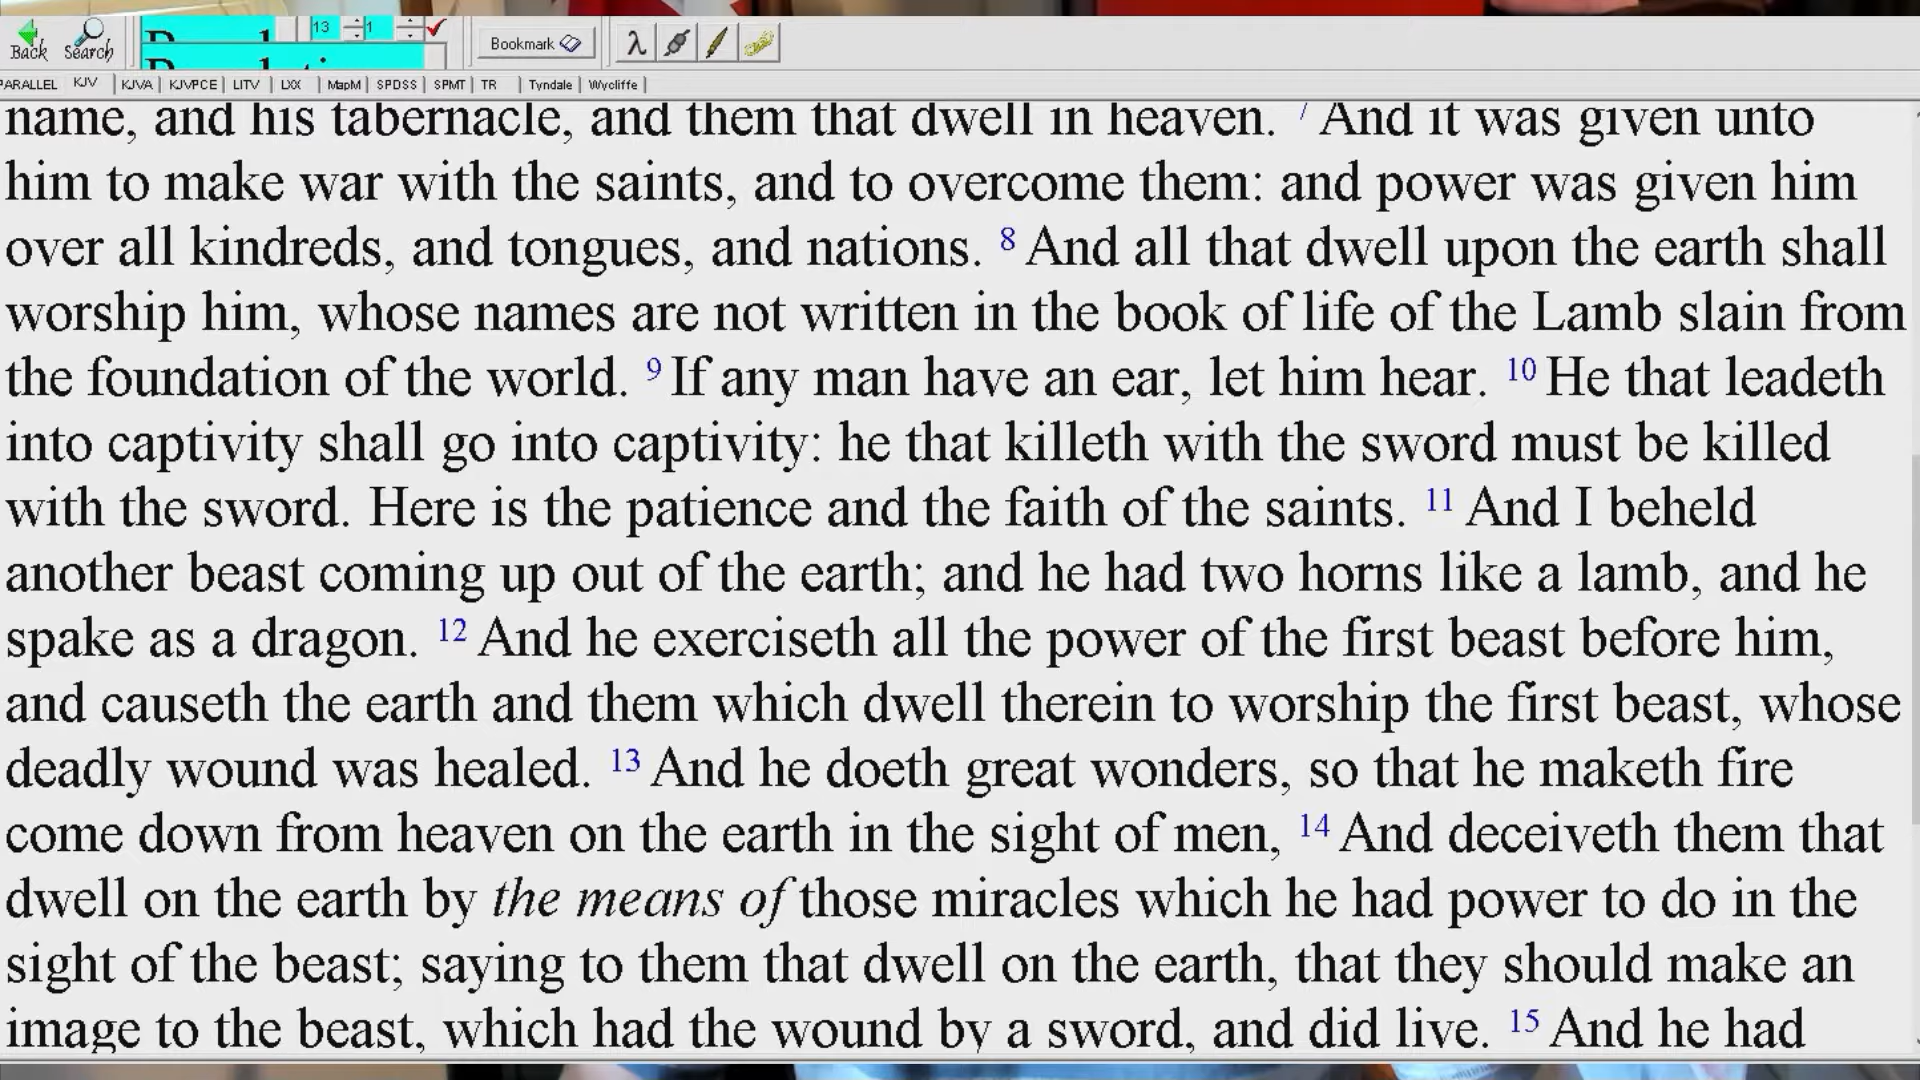 13 1
Back Search Bookmark λ
PARALLEL KJV KJVA KJVPCE LITV LXX MapM SPDSS SPMT TR Tyndale Wycliffe
name, and his tabernacle, and them that dwell in heaven. 7 And it was given unto
him to make war with the saints, and to overcome them: and power was given him
over all kindreds, and tongues, and nations. 8 And all that dwell upon the earth shall
worship him, whose names are not written in the book of life of the Lamb slain from
the foundation of the world. 9 If any man have an ear, let him hear. 10 He that leadeth
into captivity shall go into captivity: he that killeth with the sword must be killed
with the sword. Here is the patience and the faith of the saints. 11 And I beheld
another beast coming up out of the earth; and he had two horns like a lamb, and he
spake as a dragon. 12 And he exerciseth all the power of the first beast before him,
and causeth the earth and them which dwell therein to worship the first beast, whose
deadly wound was healed. 13 And he doeth great wonders, so that he maketh fire
come down from heaven on the earth in the sight of men, 14 And deceiveth them that
dwell on the earth by the means of those miracles which he had power to do in the
sight of the beast; saying to them that dwell on the earth, that they should make an
image to the beast, which had the wound by a sword, and did live. 15 And he had